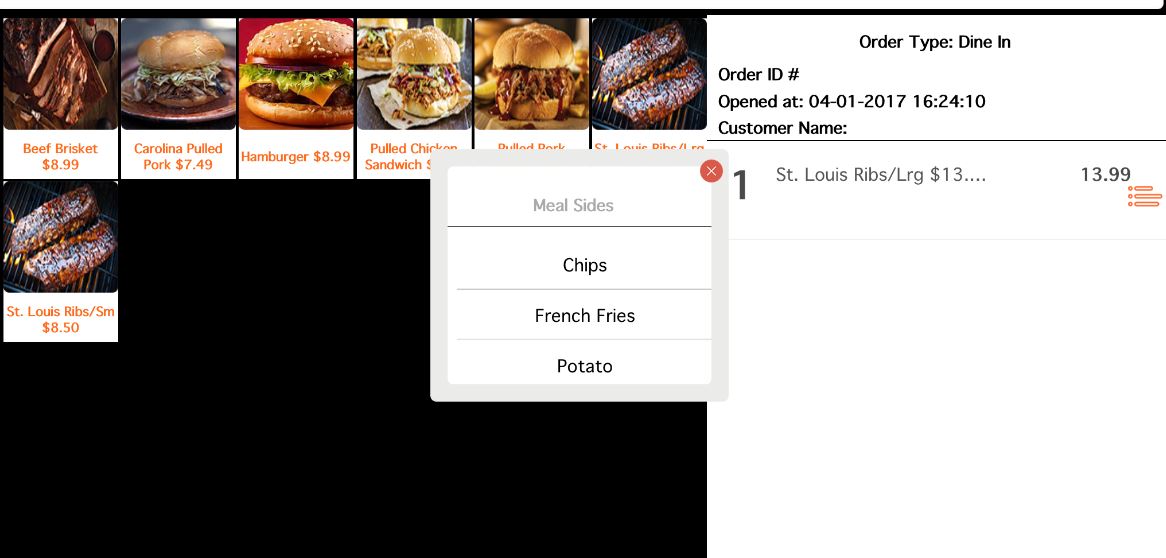 Order Type: Dine In
Order ID #
Opened at: 04-01-2017 16:24:10
Customer Name:
Beef Brisket
$8.99
Carolina Pulled
Pork $7.49
Hamburger $8.99
Pulled Chicken
Sandwich
Pulled Pork
St. Louis Ribs/Lrg
St. Louis Ribs/Sm
$8.50
Meal Sides
Chips
French Fries
Potato
1
St. Louis Ribs/Lrg $13....
13.99